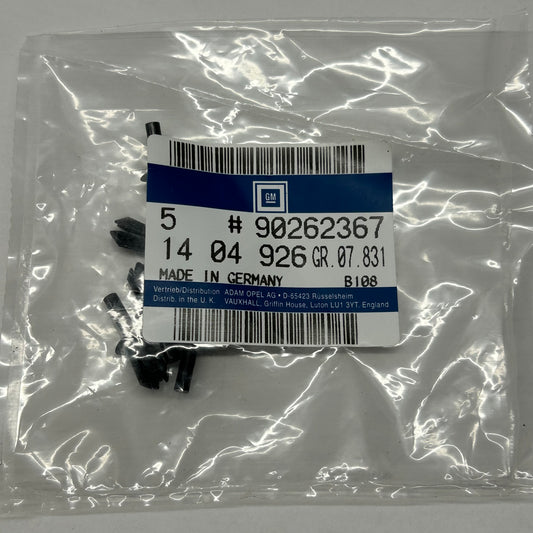 GM
5 # 90262367
14 04 926 GR.07.831
MADE IN GERMANY B108
Vertrieb/Distribution ADAM OPEL AG • D-65423 Rüsselsheim
Distrib. in the U. K. VAUXHALL, Griffin House, Luton LU1 3YT, England